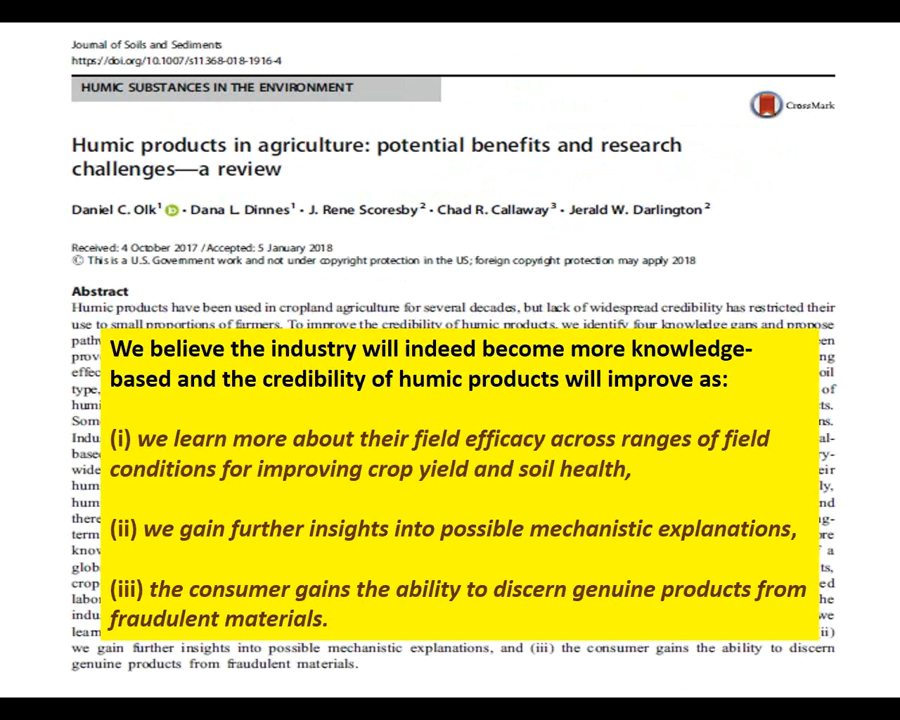 Journal of Soils and Sediments
https://doi.org/10.1007/s11368-018-1916-4
HUMIC SUBSTANCES IN THE ENVIRONMENT
CrossMark
Humic products in agriculture: potential benefits and research
challenges—a review
Daniel C. Olk1 · Dana L. Dinnes1 · J. Rene Scoresby2 · Chad R. Callaway3 · Jerald W. Darlington2
Received: 4 October 2017 / Accepted: 5 January 2018
© This is a U.S. Government work and not under copyright protection in the US; foreign copyright protection may apply 2018
Abstract
Humic products have been used in cropland agriculture for several decades, but lack of widespread credibility has restricted their
use to small proportions of farmers. To improve the credibility of humic products, we identify four knowledge gaps and propose
We believe the industry will indeed become more knowledge-
based and the credibility of humic products will improve as:
(i) we learn more about their field efficacy across ranges of field
conditions for improving crop yield and soil health,
(ii) we gain further insights into possible mechanistic explanations,
(iii) the consumer gains the ability to discern genuine products from
fraudulent materials.
we gain further insights into possible mechanistic explanations, and (iii) the consumer gains the ability to discern
genuine products from fraudulent materials.